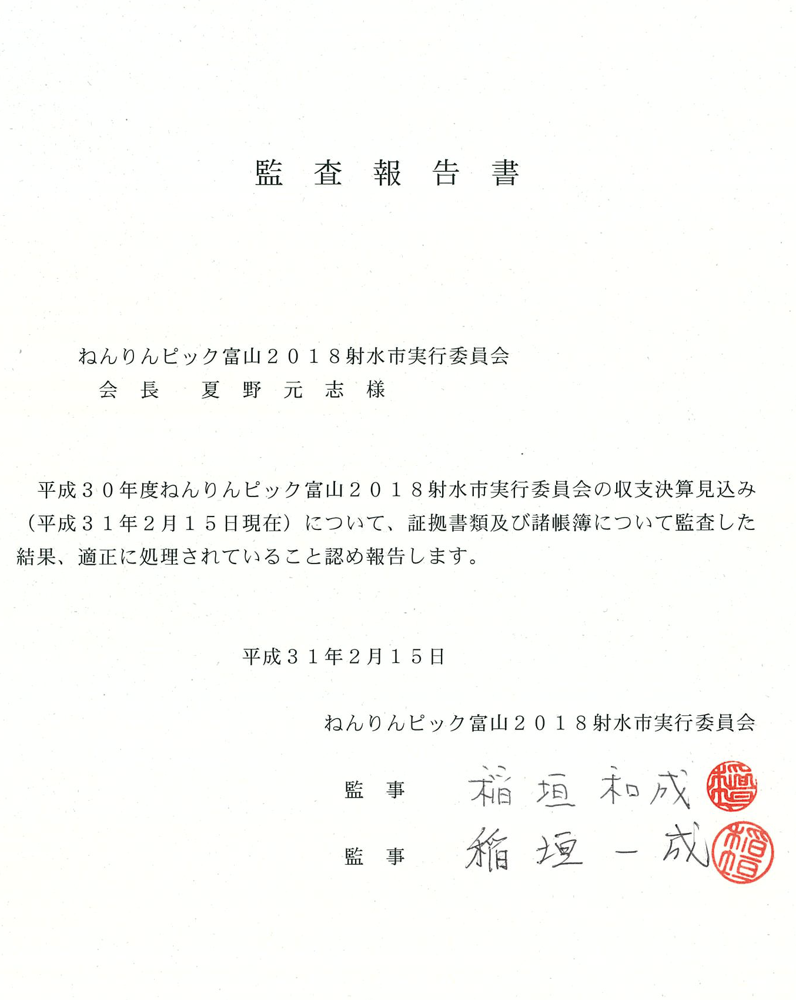 監　査　報　告　書
ねんりんピック富山２０１８射水市実行委員会
会　長　　夏　野　元　志　様
平成３０年度ねんりんピック富山２０１８射水市実行委員会の収支決算見込み
（平成３１年２月１５日現在）について、証拠書類及び諸帳簿について監査した
結果、適正に処理されていること認め報告します。
平成３１年２月１５日
ねんりんピック富山２０１８射水市実行委員会
監　事　　稲垣和成　稲垣
監　事　　稲垣一成　稲垣